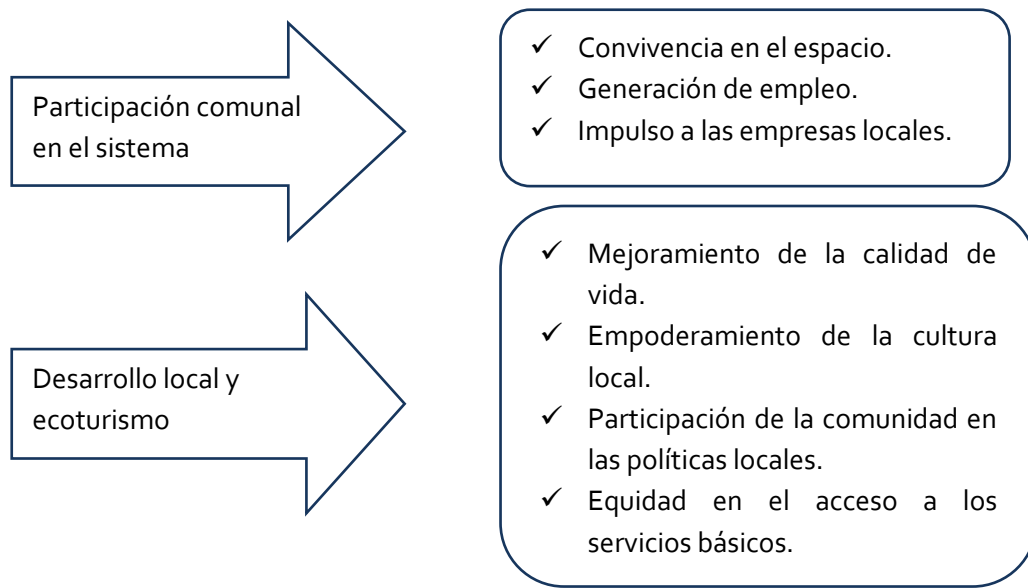 Participación comunal
en el sistema
✓ Convivencia en el espacio.
✓ Generación de empleo.
✓ Impulso a las empresas locales.
Desarrollo local y
ecoturismo
✓ Mejoramiento de la calidad de
vida.
✓ Empoderamiento de la cultura
local.
✓ Participación de la comunidad en
las políticas locales.
✓ Equidad en el acceso a los
servicios básicos.